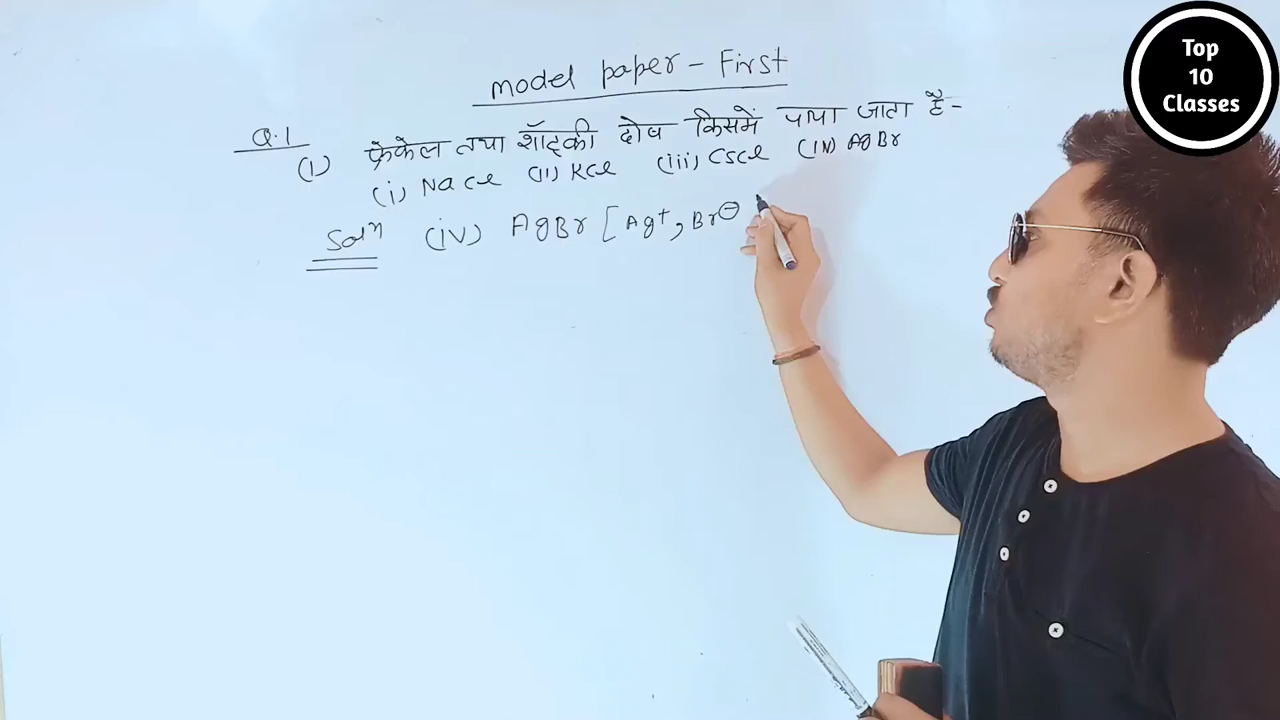 Top
10
Classes
Model paper - First
Q.1
(i) फ्रेंकेल तथा शॉट्की दोष किसमें पाया जाता है-
(i) NaCl (ii) KCl (iii) CsCl (iv) AgBr
Solⁿ (iv) AgBr [Ag⁺, Br⊖